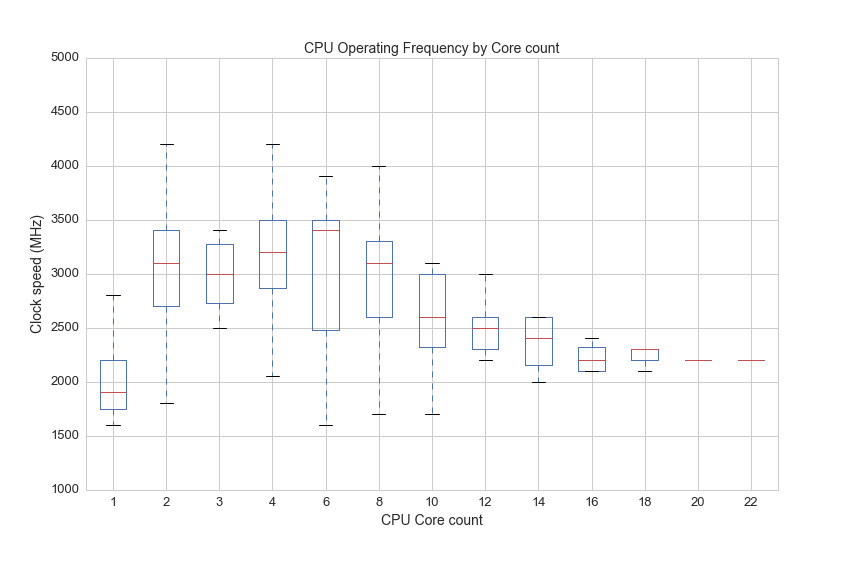 CPU Operating Frequency by Core count
5000
4500
4000
3500
3000
2500
2000
1500
1000
Clock speed (MHz)
1 2 3 4 6 8 10 12 14 16 18 20 22
CPU Core count